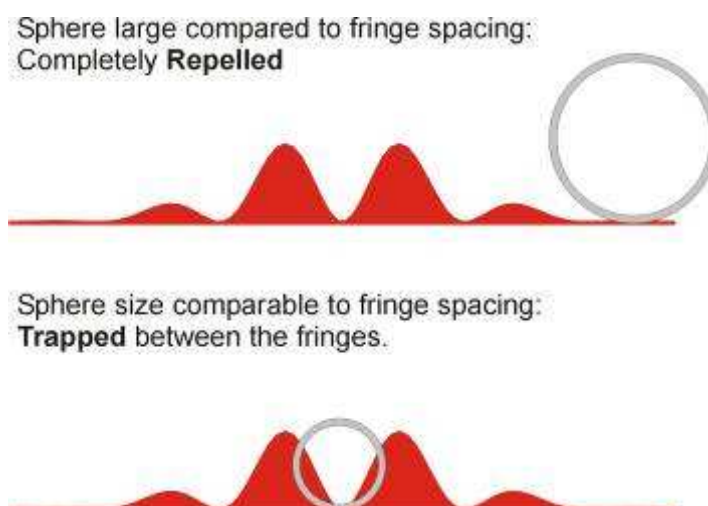 Sphere large compared to fringe spacing:
Completely Repelled
Sphere size comparable to fringe spacing:
Trapped between the fringes.